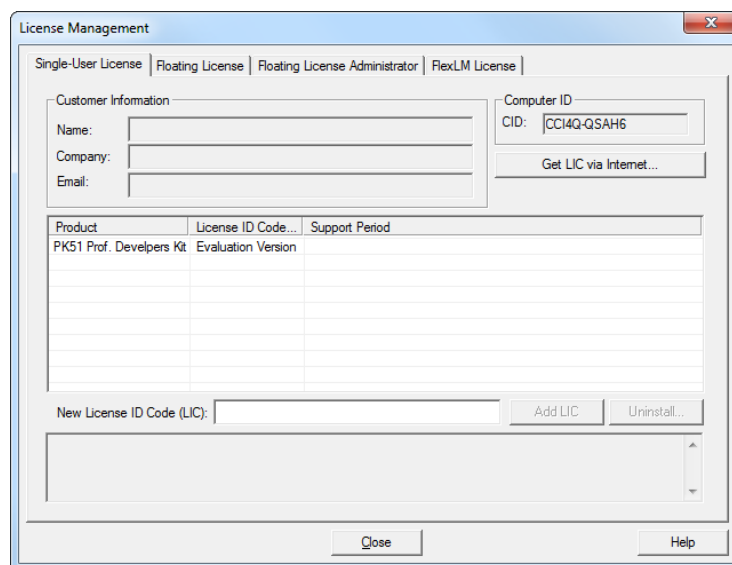 License Management
Single-User License Floating License Floating License Administrator FlexLM License
Customer Information
Name:
Company:
Email:
Computer ID
CID: CCI4Q-QSAH6
Get LIC via Internet...
Product License ID Code... Support Period
PK51 Prof. Develpers Kit Evaluation Version
New License ID Code (LIC): Add LIC Uninstall...
Close Help